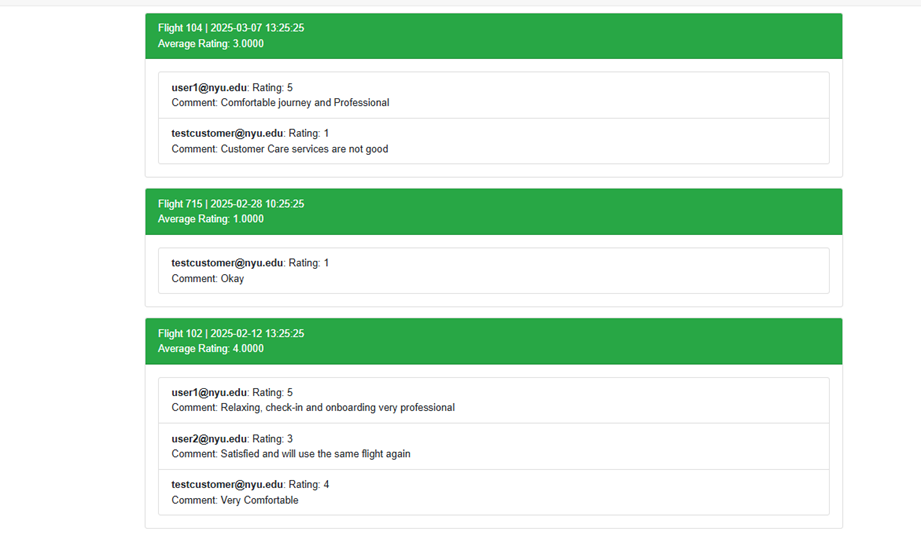 Flight 104 | 2025-03-07 13:25:25
Average Rating: 3.0000
user1@nyu.edu: Rating: 5
Comment: Comfortable journey and Professional
testcustomer@nyu.edu: Rating: 1
Comment: Customer Care services are not good
Flight 715 | 2025-02-28 10:25:25
Average Rating: 1.0000
testcustomer@nyu.edu: Rating: 1
Comment: Okay
Flight 102 | 2025-02-12 13:25:25
Average Rating: 4.0000
user1@nyu.edu: Rating: 5
Comment: Relaxing, check-in and onboarding very professional
user2@nyu.edu: Rating: 3
Comment: Satisfied and will use the same flight again
testcustomer@nyu.edu: Rating: 4
Comment: Very Comfortable